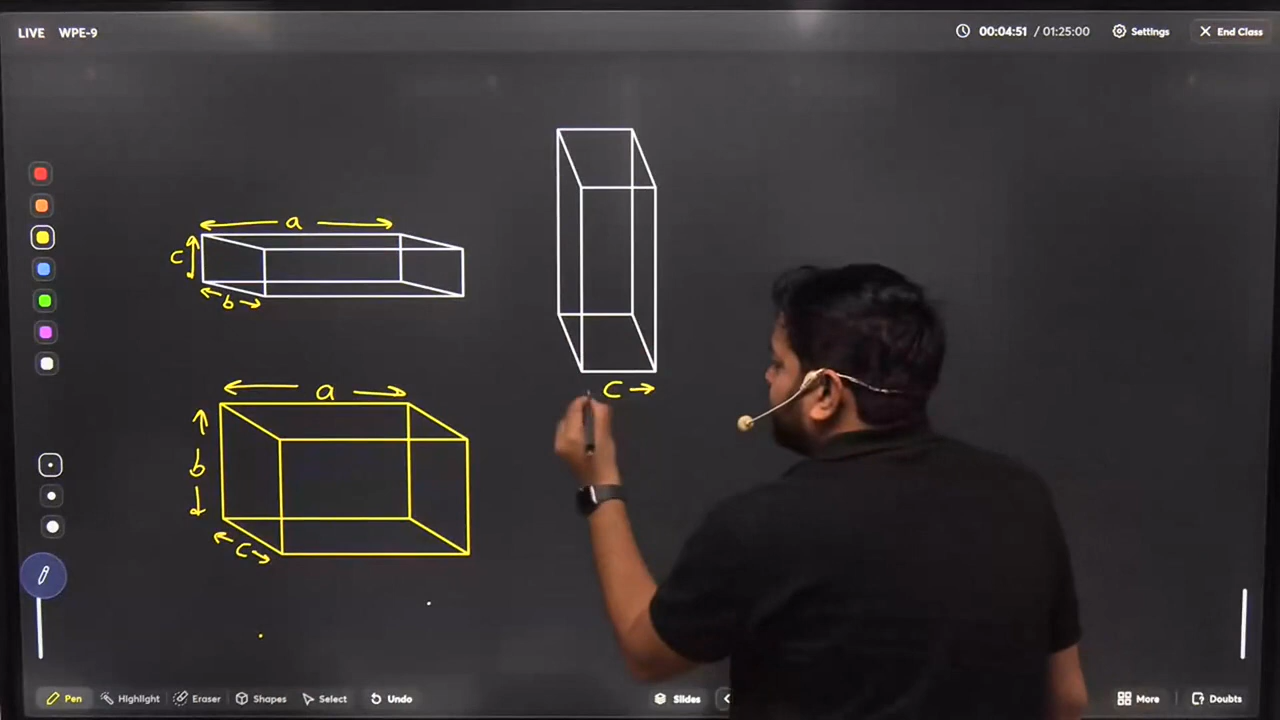 LIVE WPE-9
00:04:51 / 01:25:00 Settings End Class
a
c
b
a
b
c
c
Pen Highlight Eraser Shapes Select Undo Slides More Doubts